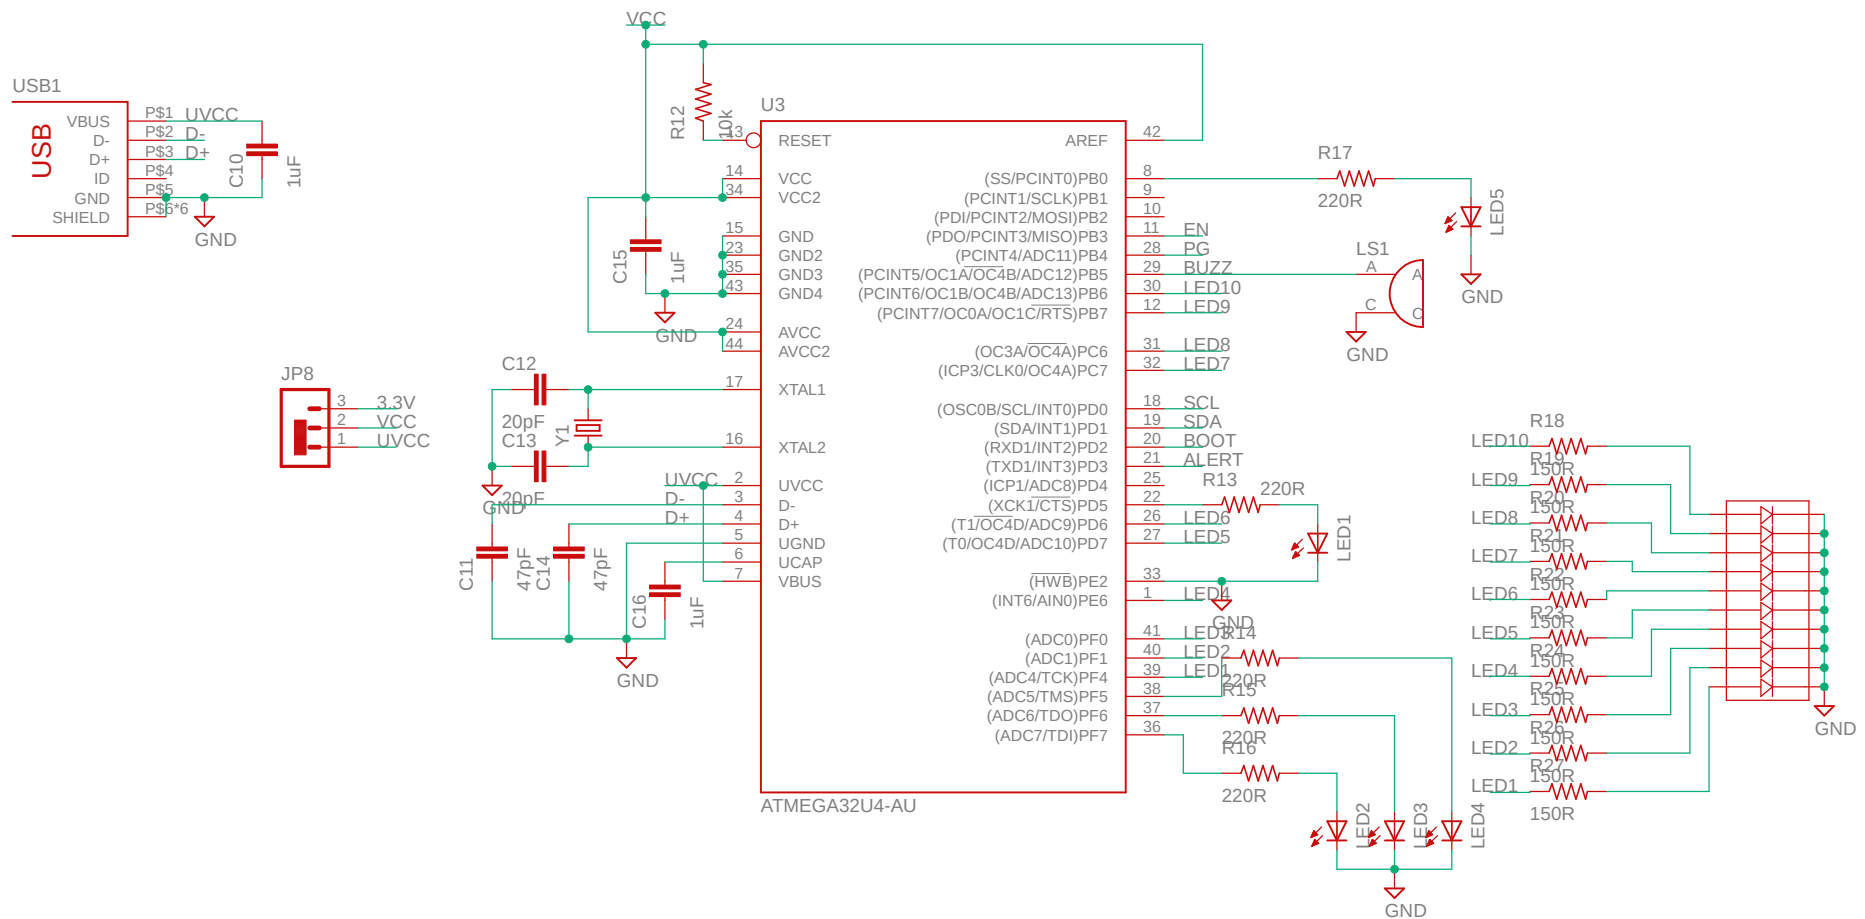 VCC
USB1
USB
VBUS P$1 UVCC
D- P$2 D-
D+ P$3 D+
ID P$4
GND P$5
SHIELD P$6*6
C10
1uF
GND
JP8
3 3.3V
2 VCC
1 UVCC
R12
10k
C15
1uF
GND
C12
20pF
C13
20pF
Y1
GND
UVCC
D-
D+
C11
47pF
C14
47pF
C16
1uF
GND
U3
13 RESET
14 VCC
34 VCC2
15 GND
23 GND2
35 GND3
43 GND4
24 AVCC
44 AVCC2
17 XTAL1
16 XTAL2
2 UVCC
3 D-
4 D+
5 UGND
6 UCAP
7 VBUS
AREF 42
(SS/PCINT0)PB0 8
(PCINT1/SCLK)PB1 9
(PDI/PCINT2/MOSI)PB2 10
(PDO/PCINT3/MISO)PB3 11 EN
(PCINT4/ADC11)PB4 28 PG
(PCINT5/OC1A/OC4B/ADC12)PB5 29 BUZZ
(PCINT6/OC1B/OC4B/ADC13)PB6 30 LED10
(PCINT7/OC0A/OC1C/RTS)PB7 12 LED9
(OC3A/OC4A)PC6 31 LED8
(ICP3/CLK0/OC4A)PC7 32 LED7
(OSC0B/SCL/INT0)PD0 18 SCL
(SDA/INT1)PD1 19 SDA
(RXD1/INT2)PD2 20 BOOT
(TXD1/INT3)PD3 21 ALERT
(ICP1/ADC8)PD4 25
(XCK1/CTS)PD5 22
(T1/OC4D/ADC9)PD6 26 LED6
(T0/OC4D/ADC10)PD7 27 LED5
(HWB)PE2 33
(INT6/AIN0)PE6 1 LED4
(ADC0)PF0 41 LED3
(ADC1)PF1 40 LED2
(ADC4/TCK)PF4 39 LED1
(ADC5/TMS)PF5 38
(ADC6/TDO)PF6 37
(ADC7/TDI)PF7 36
ATMEGA32U4-AU
R17
220R
LED5
GND
LS1
A A
C C
GND
R13 220R
LED1
GND
R14
220R
R15
220R
R16
220R
LED2
LED3
LED4
GND
R18
LED10
150R
R19
LED9
150R
R20
LED8
150R
R21
LED7
150R
R22
LED6
150R
R23
LED5
150R
R24
LED4
150R
R25
LED3
150R
R26
LED2
150R
R27
LED1
150R
GND